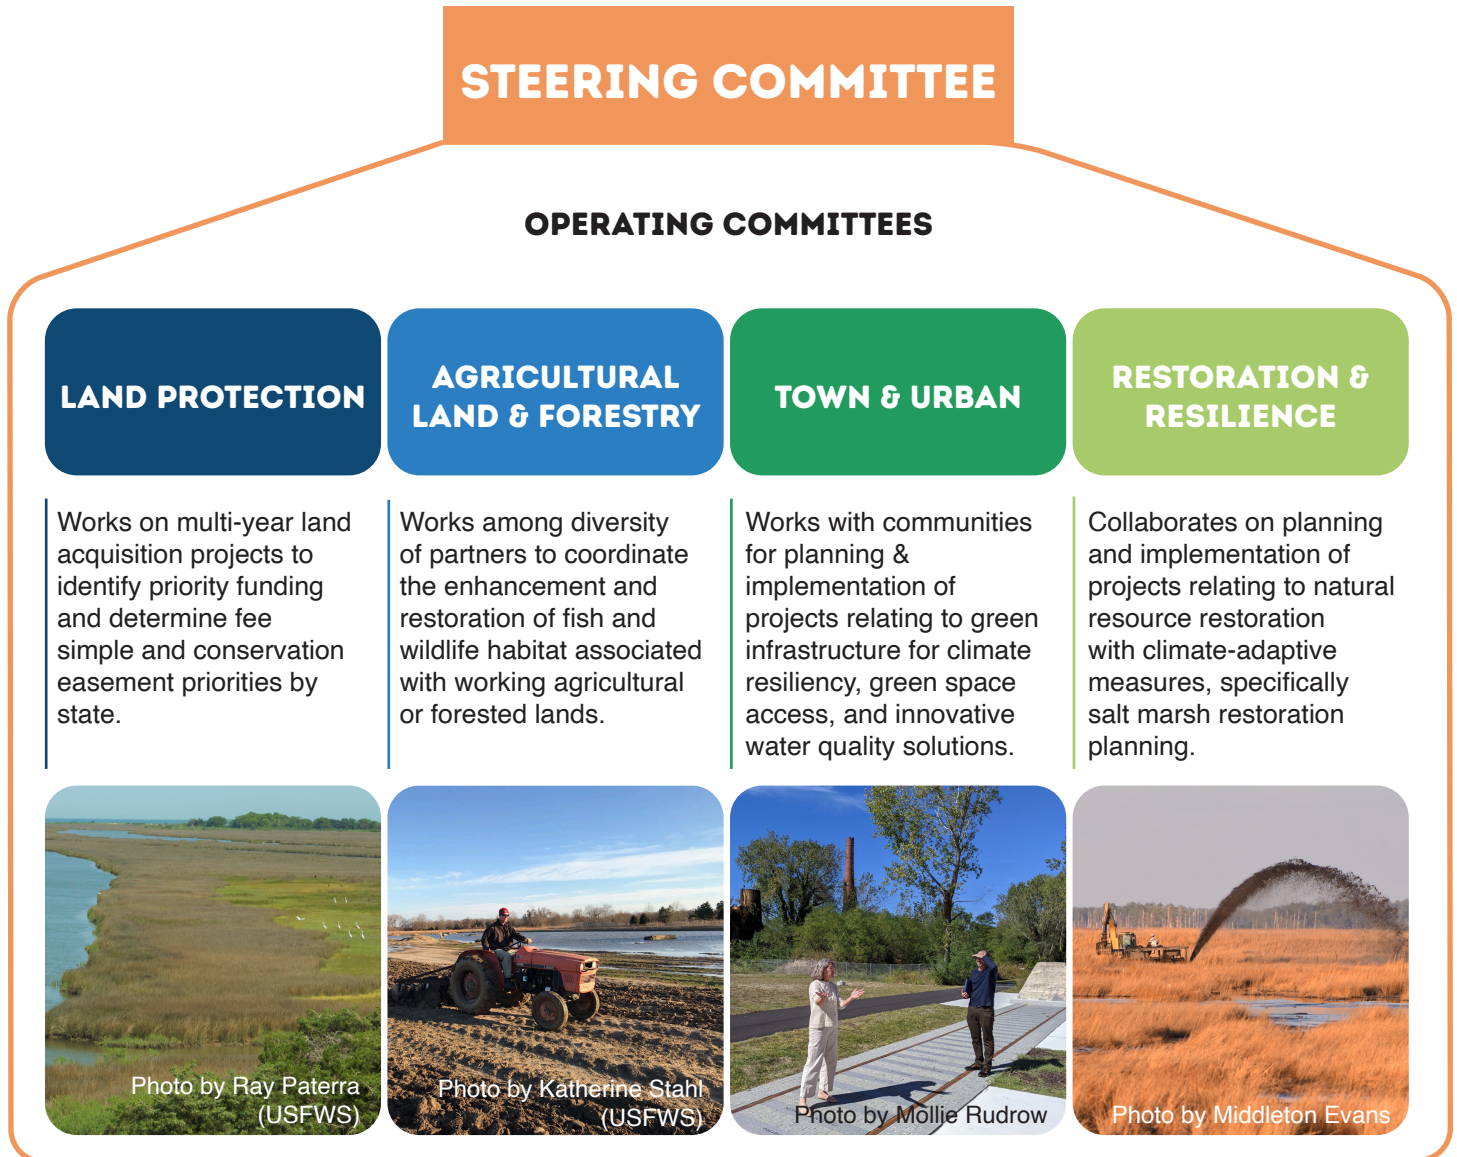 STEERING COMMITTEE
OPERATING COMMITTEES
LAND PROTECTION
Works on multi-year land
acquisition projects to
identify priority funding
and determine fee
simple and conservation
easement priorities by
state.
Photo by Ray Paterra
(USFWS)
AGRICULTURAL
LAND & FORESTRY
Works among diversity
of partners to coordinate
the enhancement and
restoration of fish and
wildlife habitat associated
with working agricultural
or forested lands.
Photo by Katherine Stahl
(USFWS)
TOWN & URBAN
Works with communities
for planning &
implementation of
projects relating to green
infrastructure for climate
resiliency, green space
access, and innovative
water quality solutions.
Photo by Mollie Rudrow
RESTORATION &
RESILIENCE
Collaborates on planning
and implementation of
projects relating to natural
resource restoration
with climate-adaptive
measures, specifically
salt marsh restoration
planning.
Photo by Middleton Evans